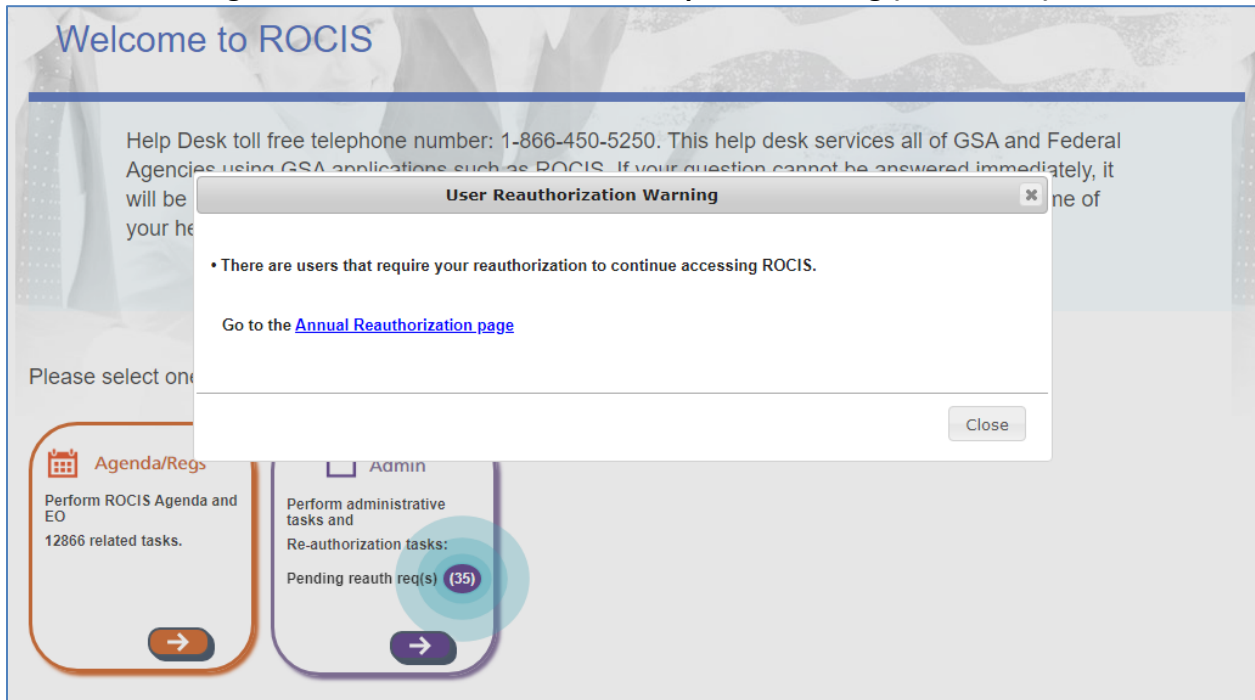 Welcome to ROCIS
Help Desk toll free telephone number: 1-866-450-5250. This help desk services all of GSA and Federal
Agencies using GSA applications such as ROCIS. If your question cannot be answered immediately, it
will be me of
your he
User Reauthorization Warning
• There are users that require your reauthorization to continue accessing ROCIS.
Go to the Annual Reauthorization page
Close
Please select one
Agenda/Regs
Perform ROCIS Agenda and
EO
12866 related tasks.
Admin
Perform administrative
tasks and
Re-authorization tasks:
Pending reauth req(s) (35)